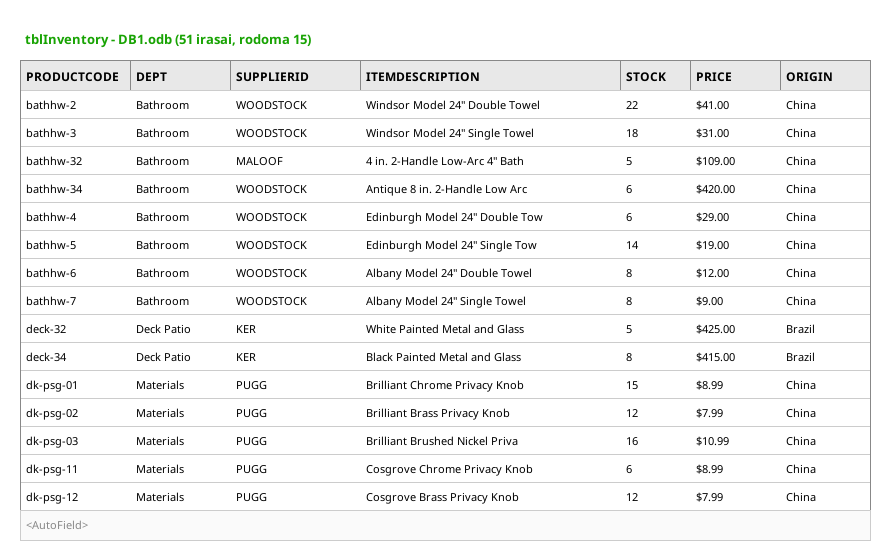 tblInventory - DB1.odb (51 irasai, rodoma 15)
PRODUCTCODE DEPT SUPPLIERID ITEMDESCRIPTION STOCK PRICE ORIGIN
bathhw-2 Bathroom WOODSTOCK Windsor Model 24" Double Towel 22 $41.00 China
bathhw-3 Bathroom WOODSTOCK Windsor Model 24" Single Towel 18 $31.00 China
bathhw-32 Bathroom MALOOF 4 in. 2-Handle Low-Arc 4" Bath 5 $109.00 China
bathhw-34 Bathroom WOODSTOCK Antique 8 in. 2-Handle Low Arc 6 $420.00 China
bathhw-4 Bathroom WOODSTOCK Edinburgh Model 24" Double Tow 6 $29.00 China
bathhw-5 Bathroom WOODSTOCK Edinburgh Model 24" Single Tow 14 $19.00 China
bathhw-6 Bathroom WOODSTOCK Albany Model 24" Double Towel 8 $12.00 China
bathhw-7 Bathroom WOODSTOCK Albany Model 24" Single Towel 8 $9.00 China
deck-32 Deck Patio KER White Painted Metal and Glass 5 $425.00 Brazil
deck-34 Deck Patio KER Black Painted Metal and Glass 8 $415.00 Brazil
dk-psg-01 Materials PUGG Brilliant Chrome Privacy Knob 15 $8.99 China
dk-psg-02 Materials PUGG Brilliant Brass Privacy Knob 12 $7.99 China
dk-psg-03 Materials PUGG Brilliant Brushed Nickel Priva 16 $10.99 China
dk-psg-11 Materials PUGG Cosgrove Chrome Privacy Knob 6 $8.99 China
dk-psg-12 Materials PUGG Cosgrove Brass Privacy Knob 12 $7.99 China
<AutoField>